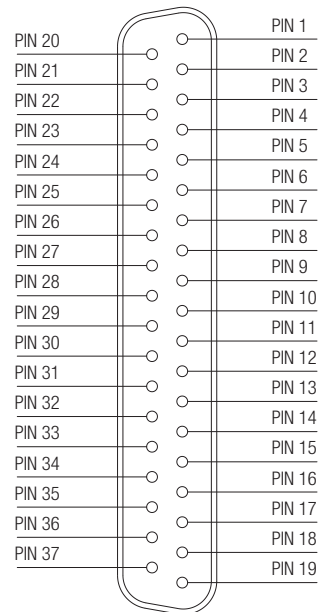 PIN 1
PIN 20
PIN 2
PIN 21
PIN 3
PIN 22
PIN 4
PIN 23
PIN 5
PIN 24
PIN 6
PIN 25
PIN 7
PIN 26
PIN 8
PIN 27
PIN 9
PIN 28
PIN 10
PIN 29
PIN 11
PIN 30
PIN 12
PIN 31
PIN 13
PIN 32
PIN 14
PIN 33
PIN 15
PIN 34
PIN 16
PIN 35
PIN 17
PIN 36
PIN 18
PIN 37
PIN 19